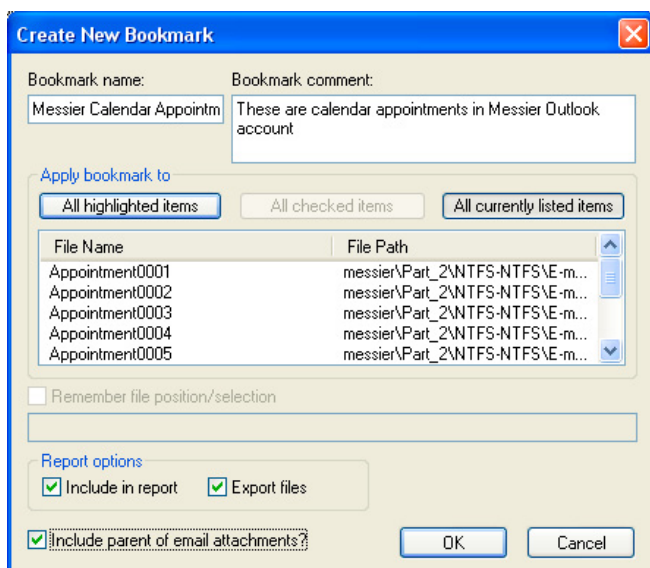 Create New Bookmark
Bookmark name:
Bookmark comment:
Messier Calendar Appointm
These are calendar appointments in Messier Outlook
account
Apply bookmark to
All highlighted items
All checked items
All currently listed items
File Name
File Path
Appointment0001
messier\Part_2\NTFS-NTFS\E-m...
Appointment0002
messier\Part_2\NTFS-NTFS\E-m...
Appointment0003
messier\Part_2\NTFS-NTFS\E-m...
Appointment0004
messier\Part_2\NTFS-NTFS\E-m...
Appointment0005
messier\Part_2\NTFS-NTFS\E-m...
Remember file position/selection
Report options
Include in report
Export files
Include parent of email attachments?
OK
Cancel